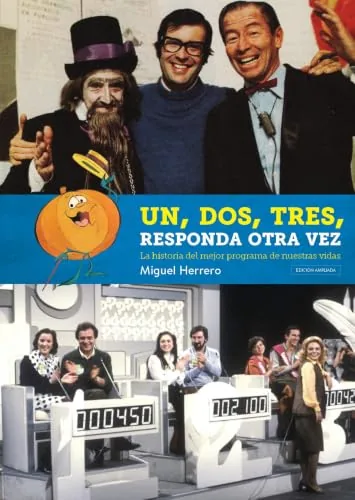 UN, DOS, TRES,
RESPONDA OTRA VEZ
La historia del mejor programa de nuestras vidas
Miguel Herrero
EDICIÓN AMPLIADA
000450
002100
00042